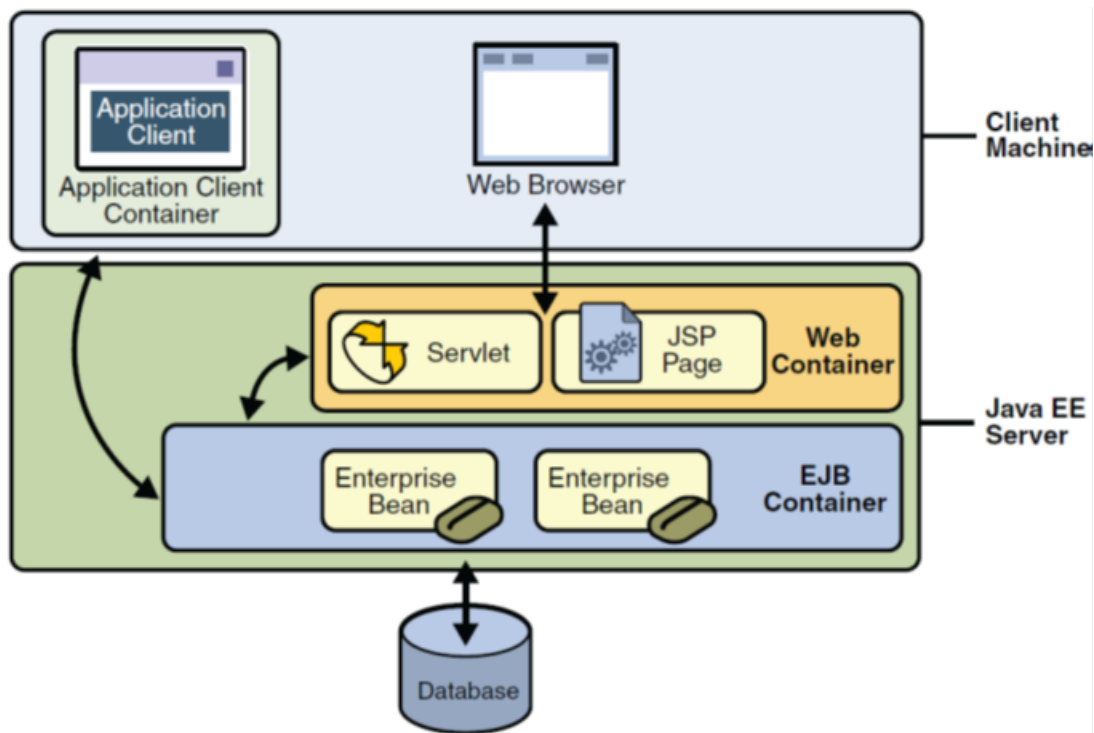 Application
Client
Application Client
Container
Web Browser
Client
Machine
Servlet
JSP
Page
Web
Container
Java EE
Server
Enterprise
Bean
Enterprise
Bean
EJB
Container
Database